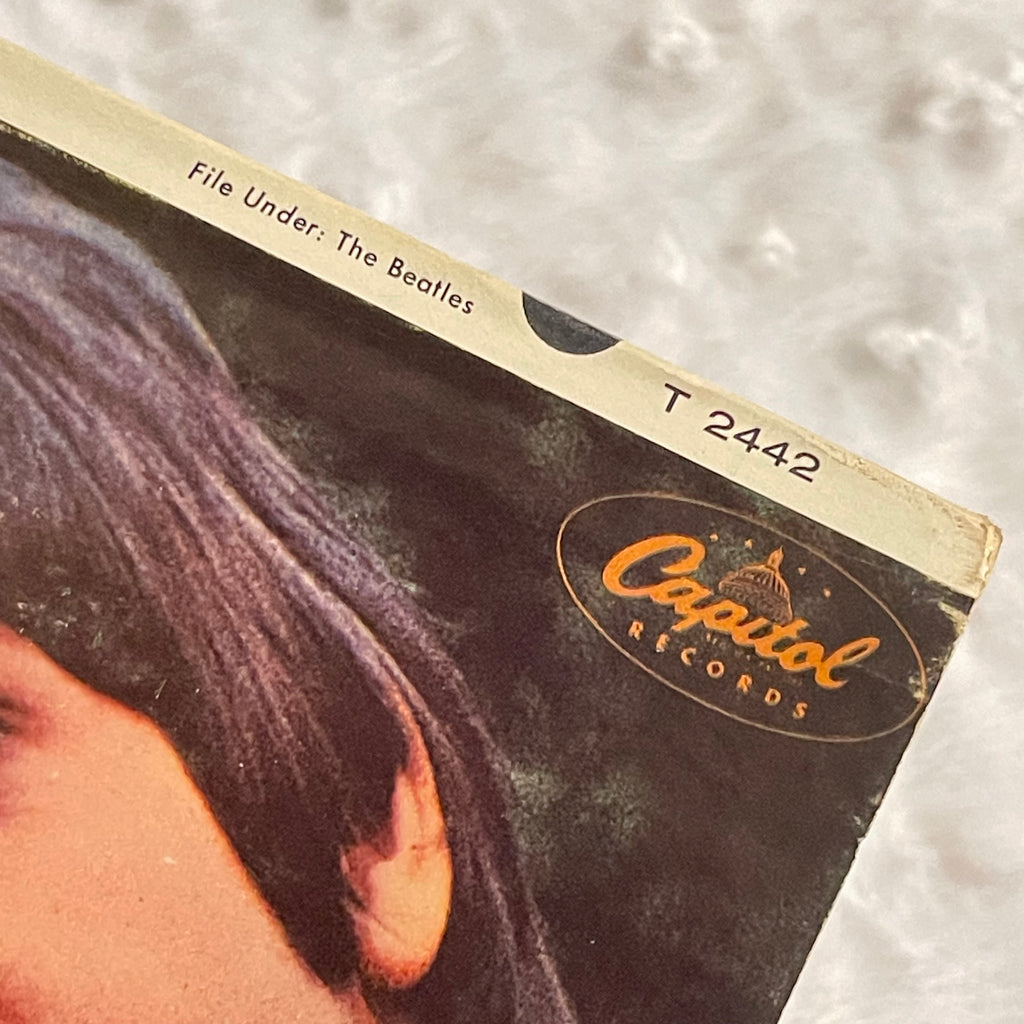 File Under: The Beatles
T 2442
Capitol
RECORDS